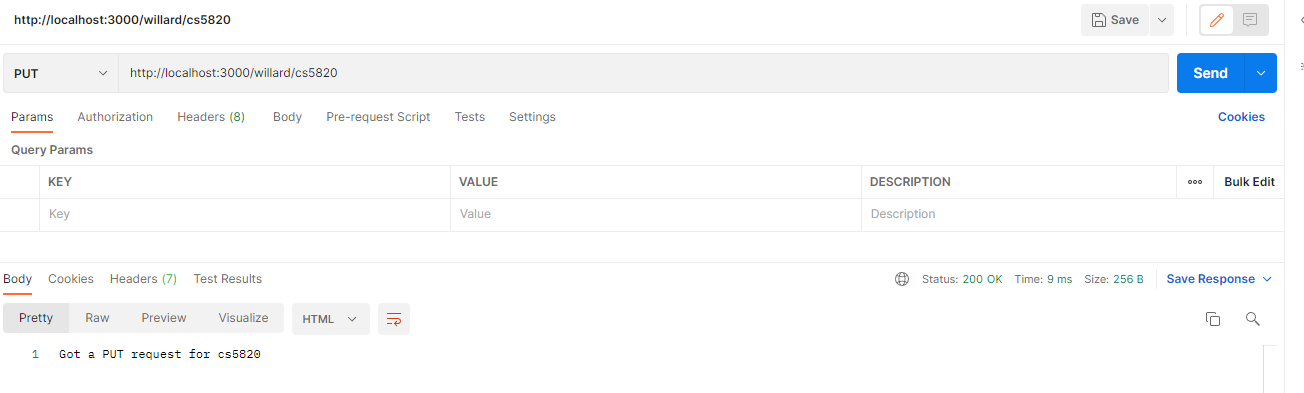 http://localhost:3000/willard/cs5820 Save
PUT http://localhost:3000/willard/cs5820 Send
Params Authorization Headers (8) Body Pre-request Script Tests Settings Cookies
Query Params
KEY VALUE DESCRIPTION ooo Bulk Edit
Key Value Description
Body Cookies Headers (7) Test Results Status: 200 OK Time: 9 ms Size: 256 B Save Response
Pretty Raw Preview Visualize HTML
1 Got a PUT request for cs5820